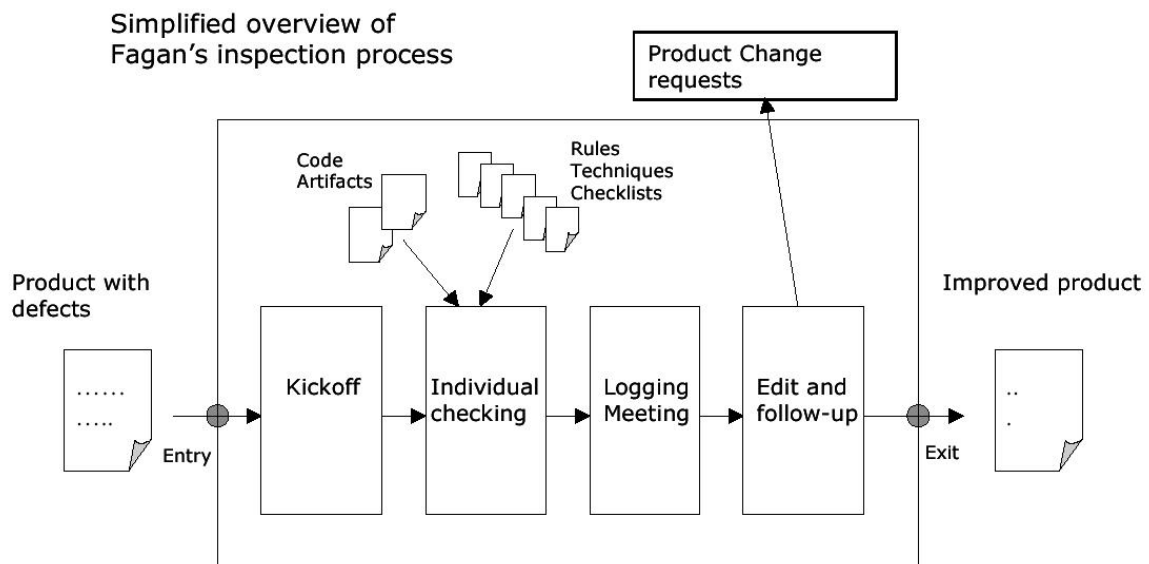 Simplified overview of
Fagan's inspection process
Product Change
requests
Code
Artifacts
Rules
Techniques
Checklists
Product with
defects
Improved product
......
.....
Kickoff
Individual
checking
Logging
Meeting
Edit and
follow-up
..
.
Entry
Exit